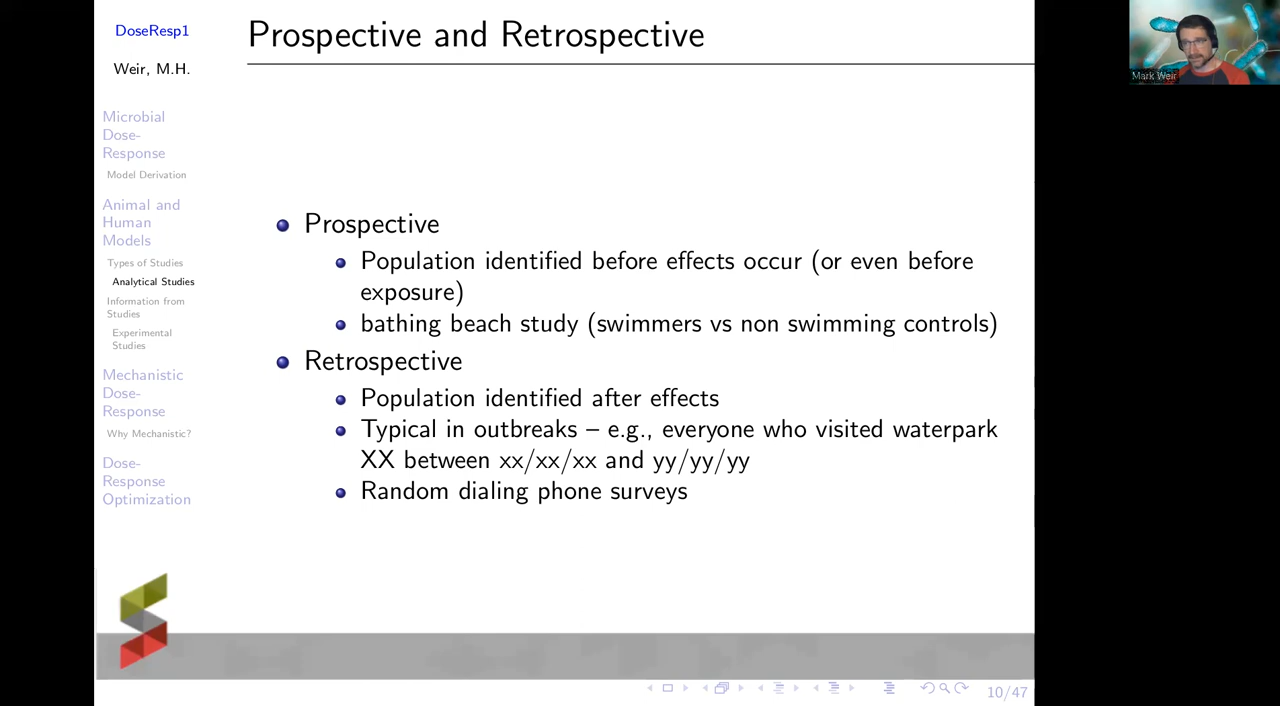 DoseResp1
Weir, M.H.
Microbial
Dose-
Response
Model Derivation
Animal and
Human
Models
Types of Studies
Analytical Studies
Information from
Studies
Experimental
Studies
Mechanistic
Dose-
Response
Why Mechanistic?
Dose-
Response
Optimization
Prospective and Retrospective
Prospective
Population identified before effects occur (or even before
exposure)
bathing beach study (swimmers vs non swimming controls)
Retrospective
Population identified after effects
Typical in outbreaks – e.g., everyone who visited waterpark
XX between xx/xx/xx and yy/yy/yy
Random dialing phone surveys
10/47
Mark Weir